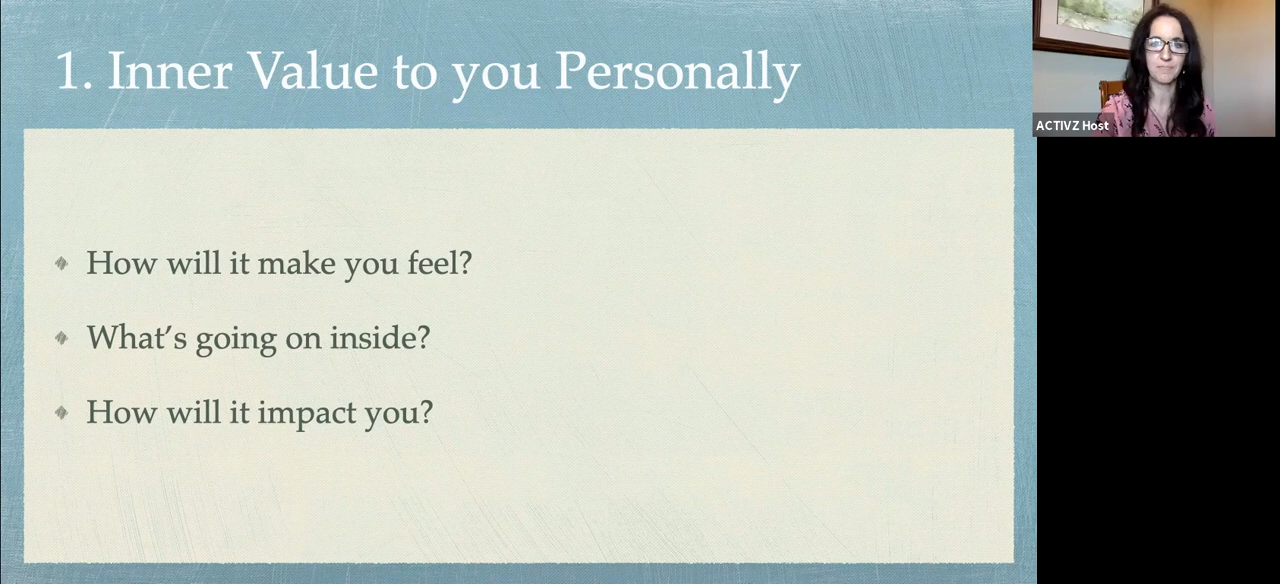 1. Inner Value to you Personally
How will it make you feel?
What’s going on inside?
How will it impact you?
ACTIVZ Host